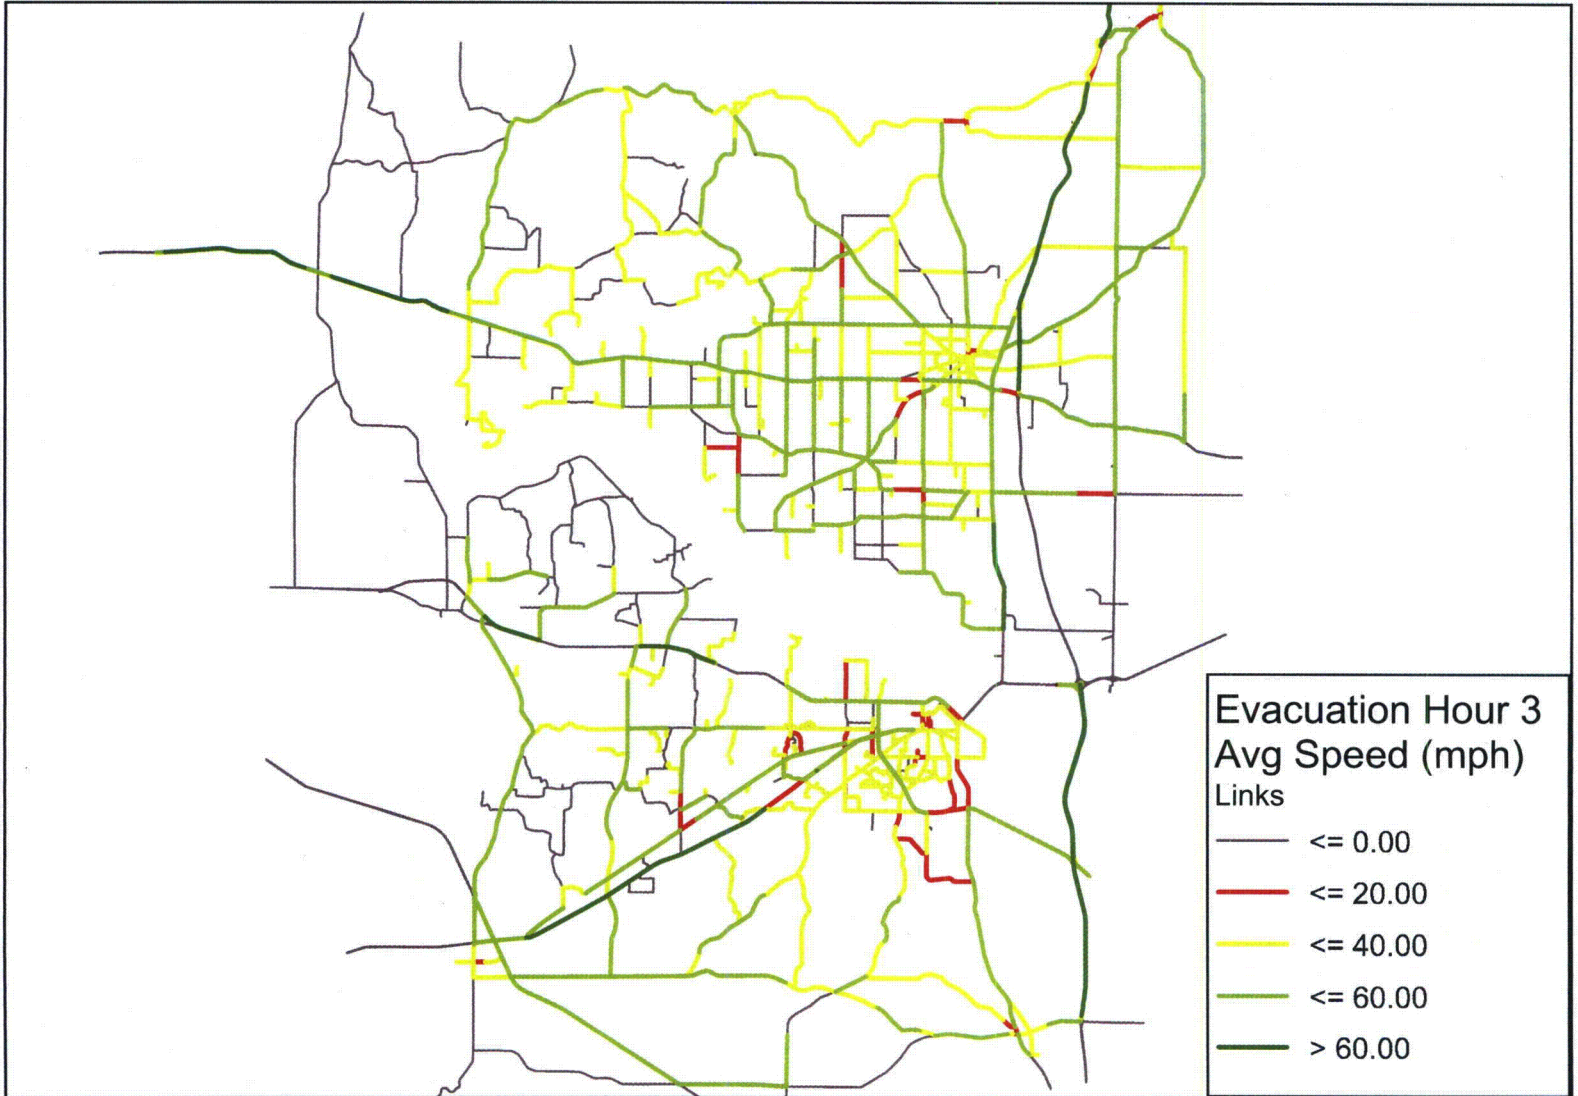 Evacuation Hour 3
Avg Speed (mph)
Links
<= 0.00
<= 20.00
<= 40.00
<= 60.00
> 60.00